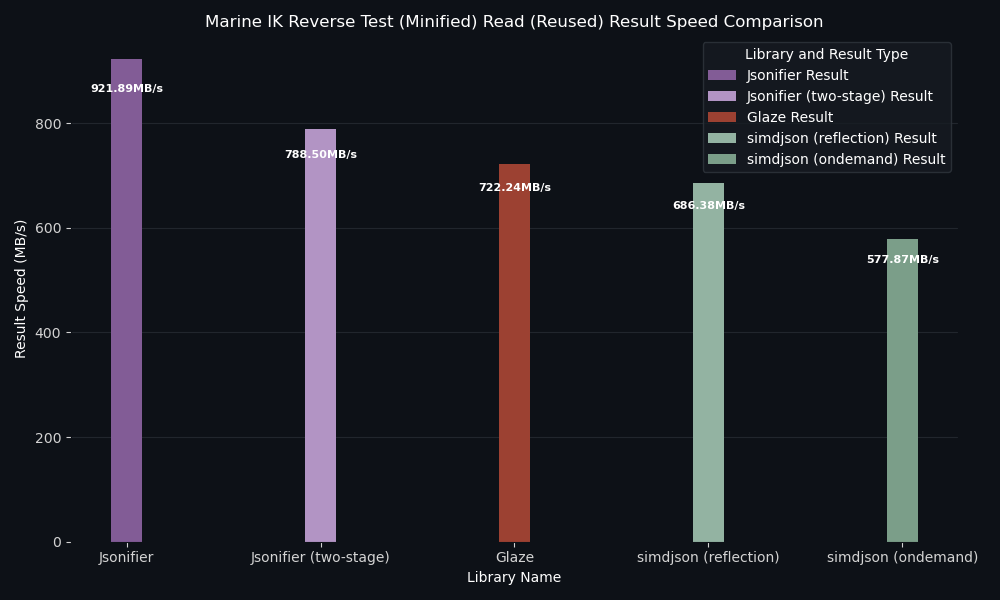 Marine IK Reverse Test (Minified) Read (Reused) Result Speed Comparison
Library and Result Type
Jsonifier Result
Jsonifier (two-stage) Result
Glaze Result
simdjson (reflection) Result
simdjson (ondemand) Result
921.89MB/s
788.50MB/s
722.24MB/s
686.38MB/s
577.87MB/s
Result Speed (MB/s)
800
600
400
200
0
Jsonifier
Jsonifier (two-stage)
Glaze
simdjson (reflection)
simdjson (ondemand)
Library Name